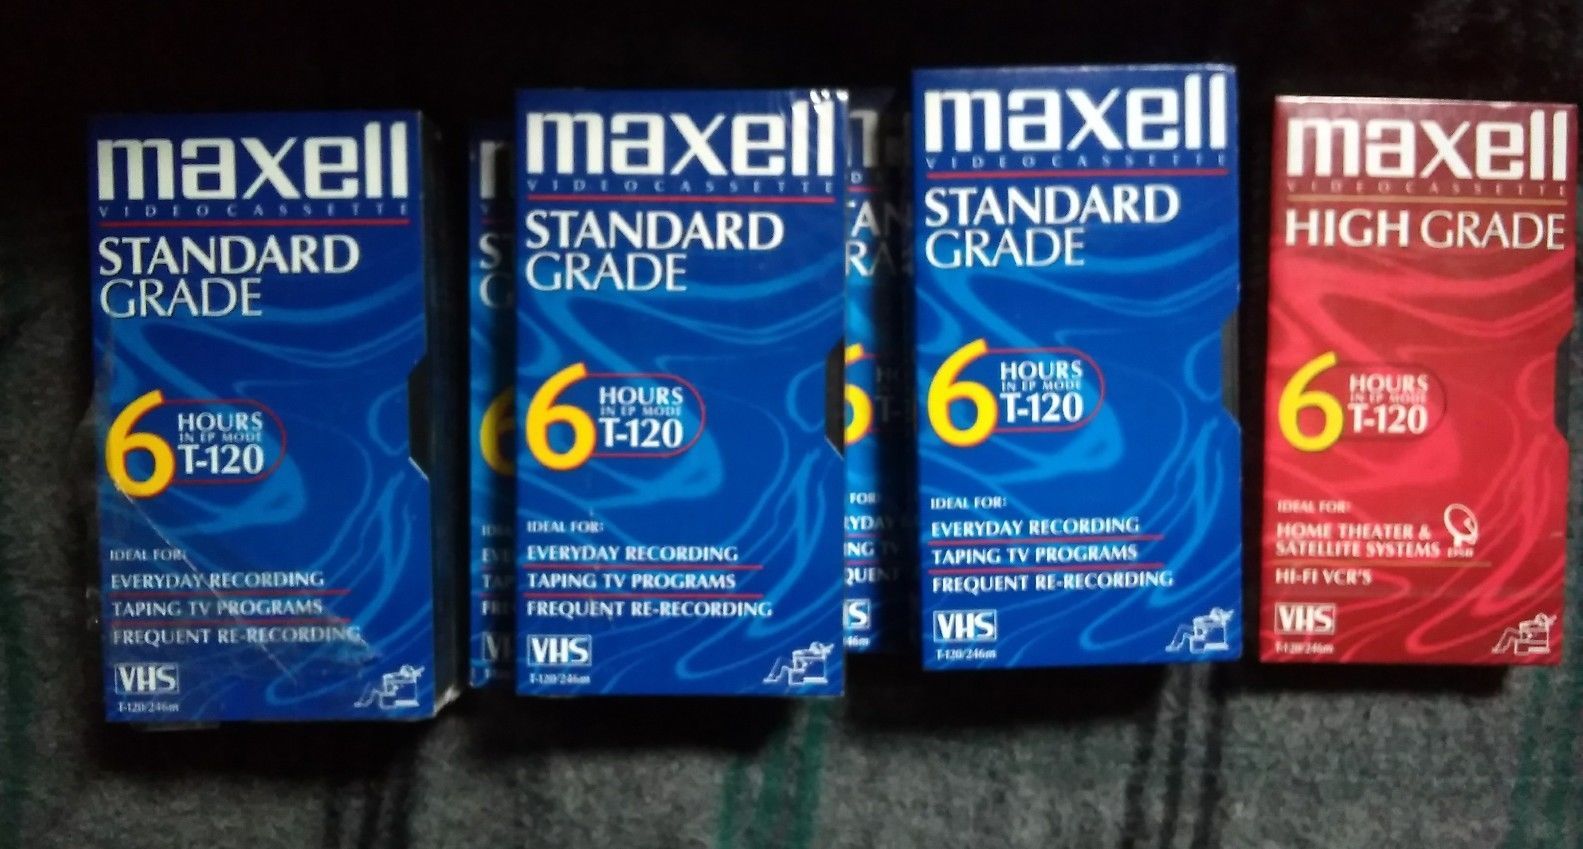 maxell
VIDEOCASSETTE
STANDARD
GRADE
6 HOURS
IN EP MODE
T-120
IDEAL FOR:
EVERYDAY RECORDING
TAPING TV PROGRAMS
FREQUENT RE-RECORDING
VHS
T-120/246m
maxell
VIDEOCASSETTE
STANDARD
GRADE
6 HOURS
IN EP MODE
T-120
IDEAL FOR:
EVERYDAY RECORDING
TAPING TV PROGRAMS
FREQUENT RE-RECORDING
VHS
T-120/246m
maxell
VIDEOCASSETTE
STANDARD
GRADE
6 HOURS
IN EP MODE
T-120
IDEAL FOR:
EVERYDAY RECORDING
TAPING TV PROGRAMS
FREQUENT RE-RECORDING
VHS
T-120/246m
maxell
VIDEOCASSETTE
HIGH GRADE
6 HOURS
IN EP MODE
T-120
IDEAL FOR:
HOME THEATER &
SATELLITE SYSTEMS
HI-FI VCR'S
VHS
T-120/246m